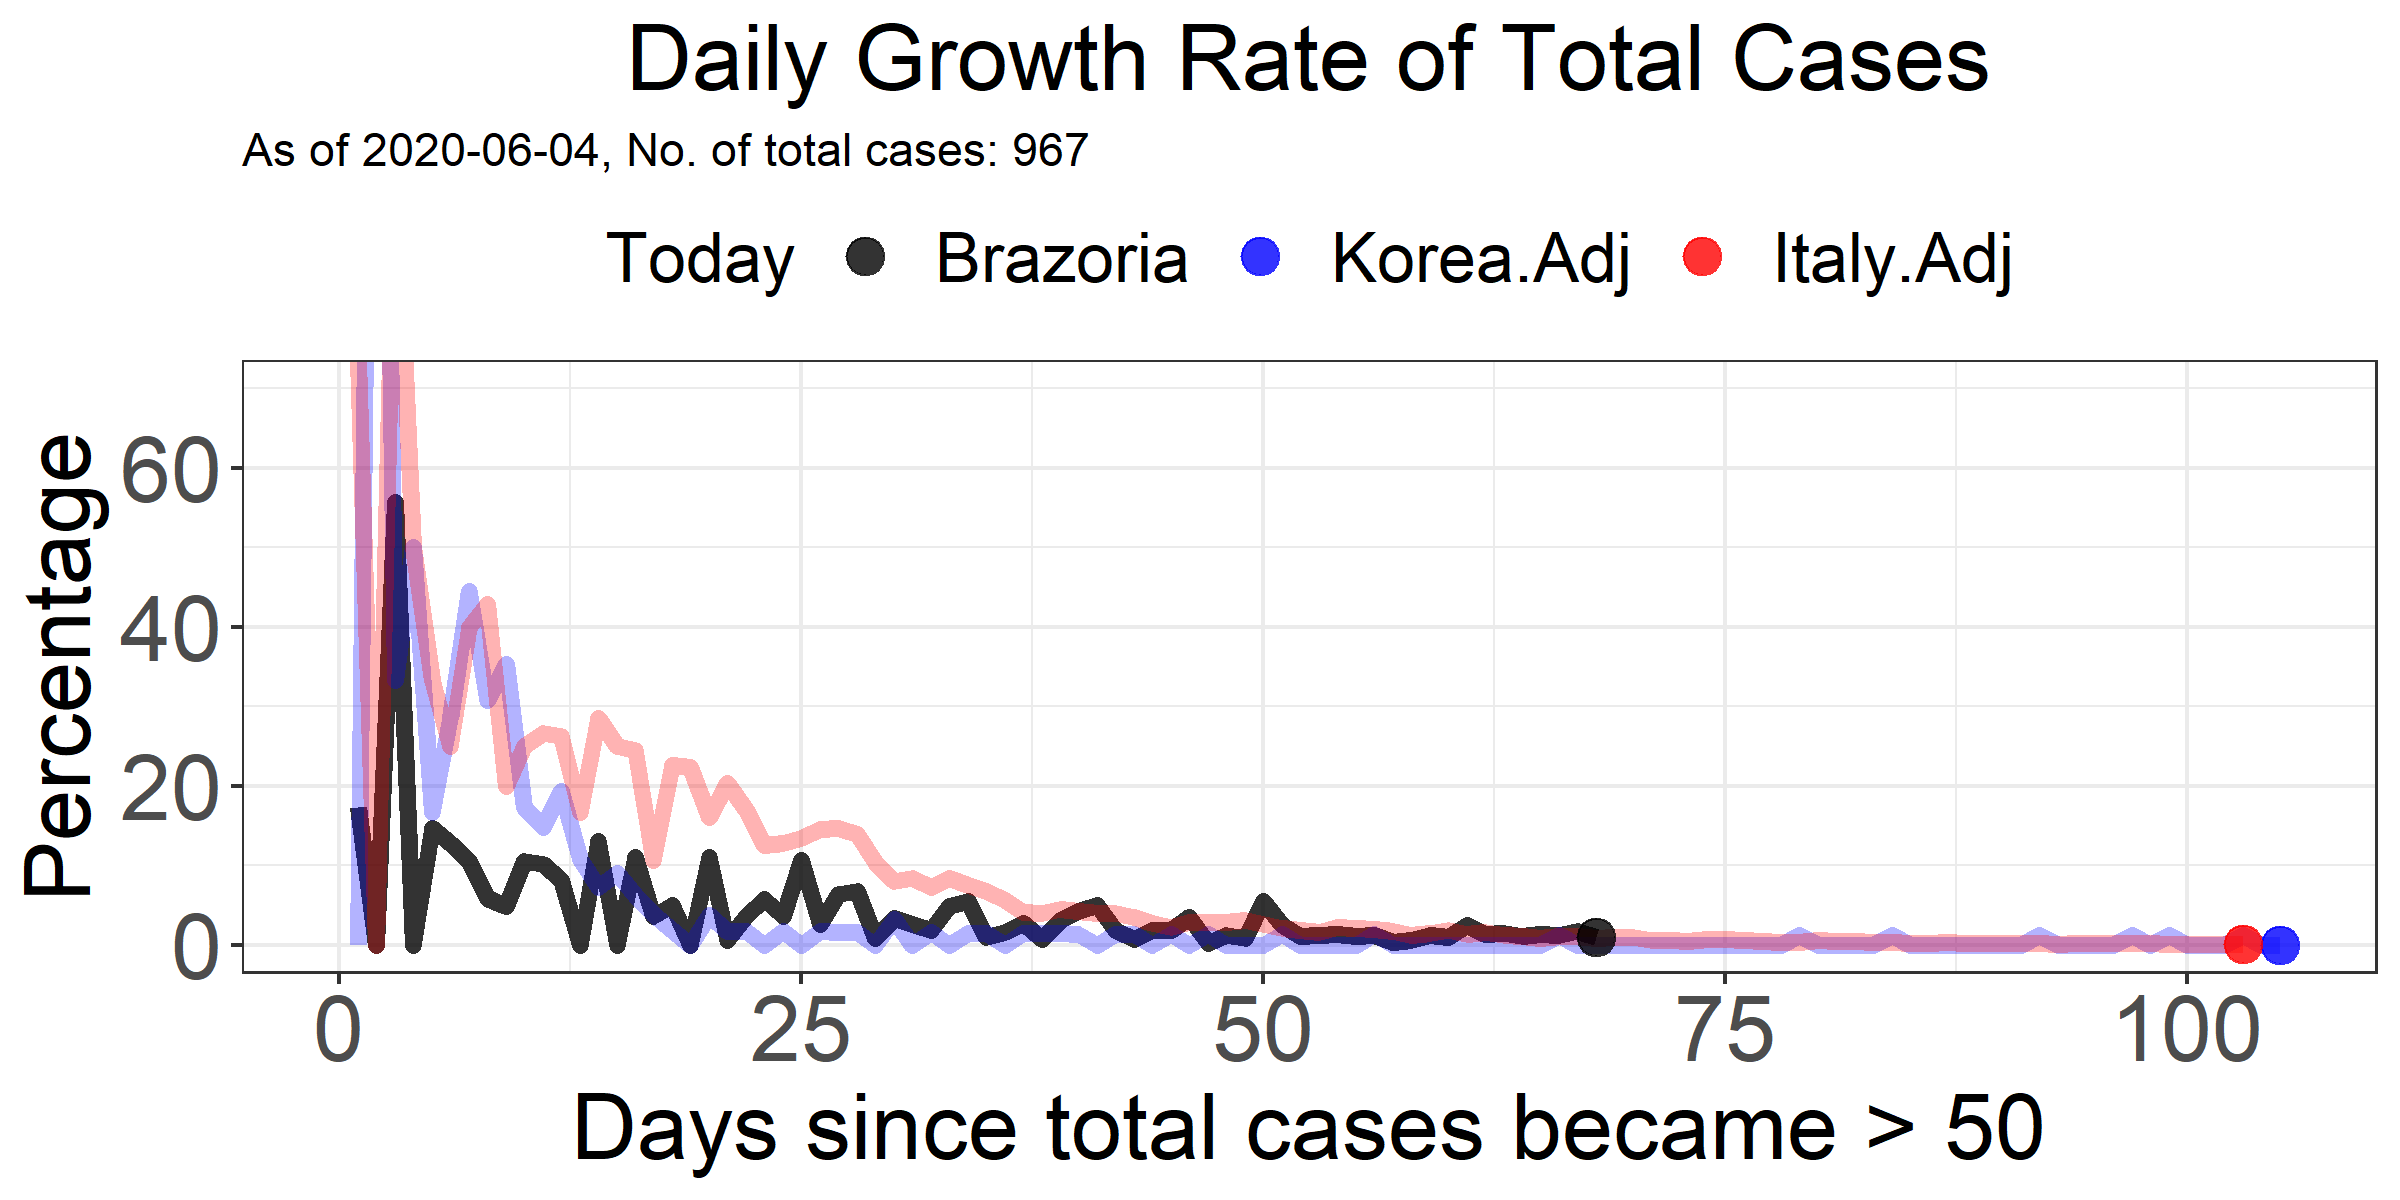 Daily Growth Rate of Total Cases
As of 2020-06-04, No. of total cases: 967
Today Brazoria Korea.Adj Italy.Adj
Percentage
60
40
20
0
0 25 50 75 100
Days since total cases became > 50